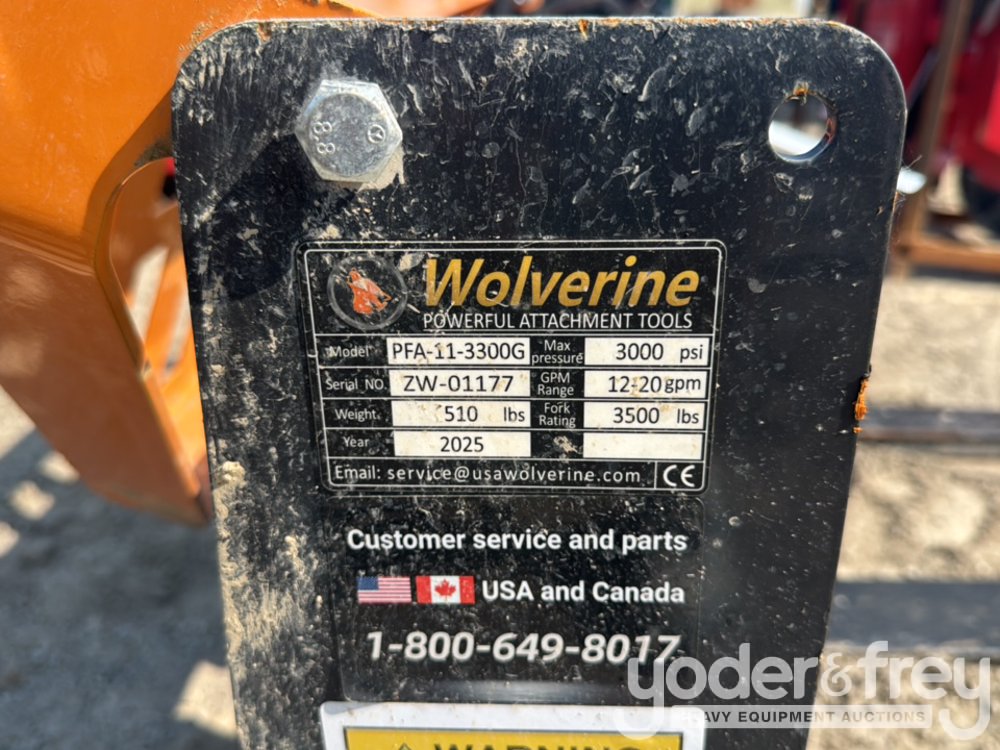 8.8
Wolverine
POWERFUL ATTACHMENT TOOLS
Model PFA-11-3300G Max pressure 3000 psi
Serial NO. ZW-01177 GPM Range 12-20gpm
Weight 510 lbs Fork Rating 3500 lbs
Year 2025
Email: service@usawolverine.com CE
Customer service and parts
USA and Canada
1-800-649-8017
WARNING
yoder&frey
HEAVY EQUIPMENT AUCTIONS